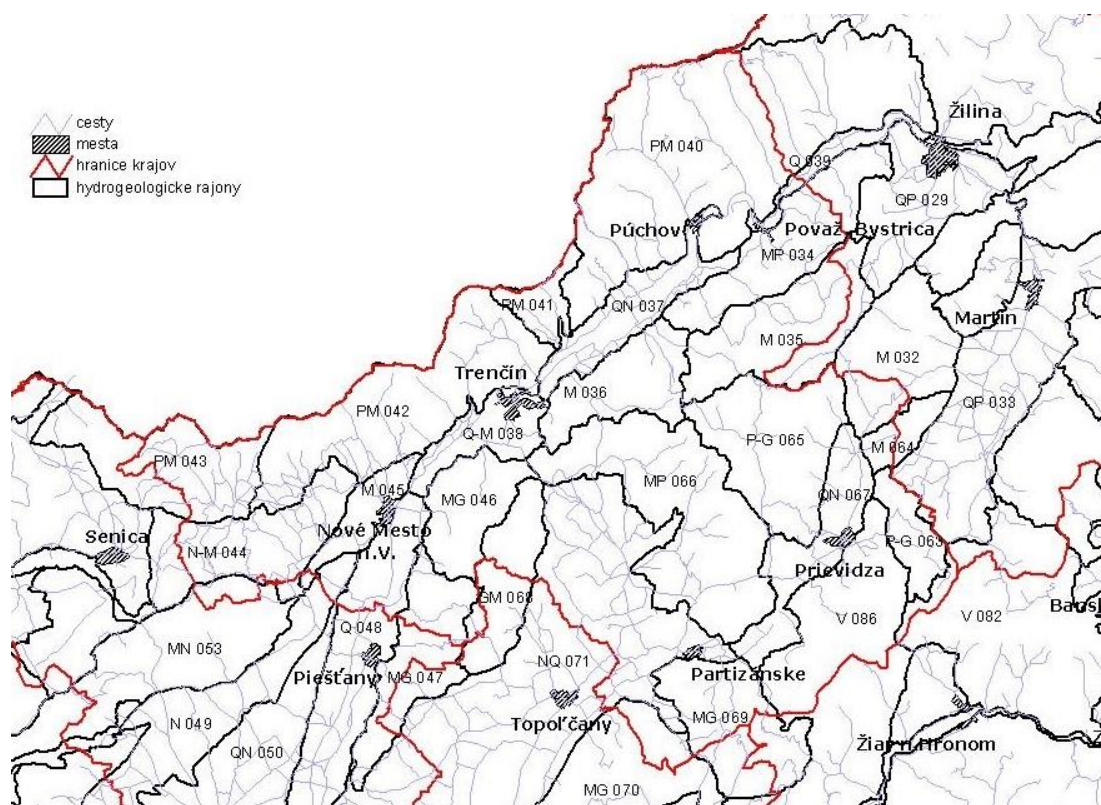 cesty
mesta
hranice krajov
hydrogeologicke rajony
Žilina
PM 040
Q 039
QP 029
Púchov
Považ. Bystrica
MP 034
PM 041
QN 037
Martin
M 035
M 032
Trenčín
M 036
QP 033
PM 042
Q-M 038
P-G 065
M 064
PM 043
M 045
MG 046
MP 066
QN 067
Senica
Nové Mesto
n.V.
N-M 044
P-G 063
Prievidza
GM 068
V 086
V 082
Q 048
MN 053
NQ 071
Piešťany
MG 047
Partizánske
N 049
Topoľčany
MG 069
QN 050
MG 070